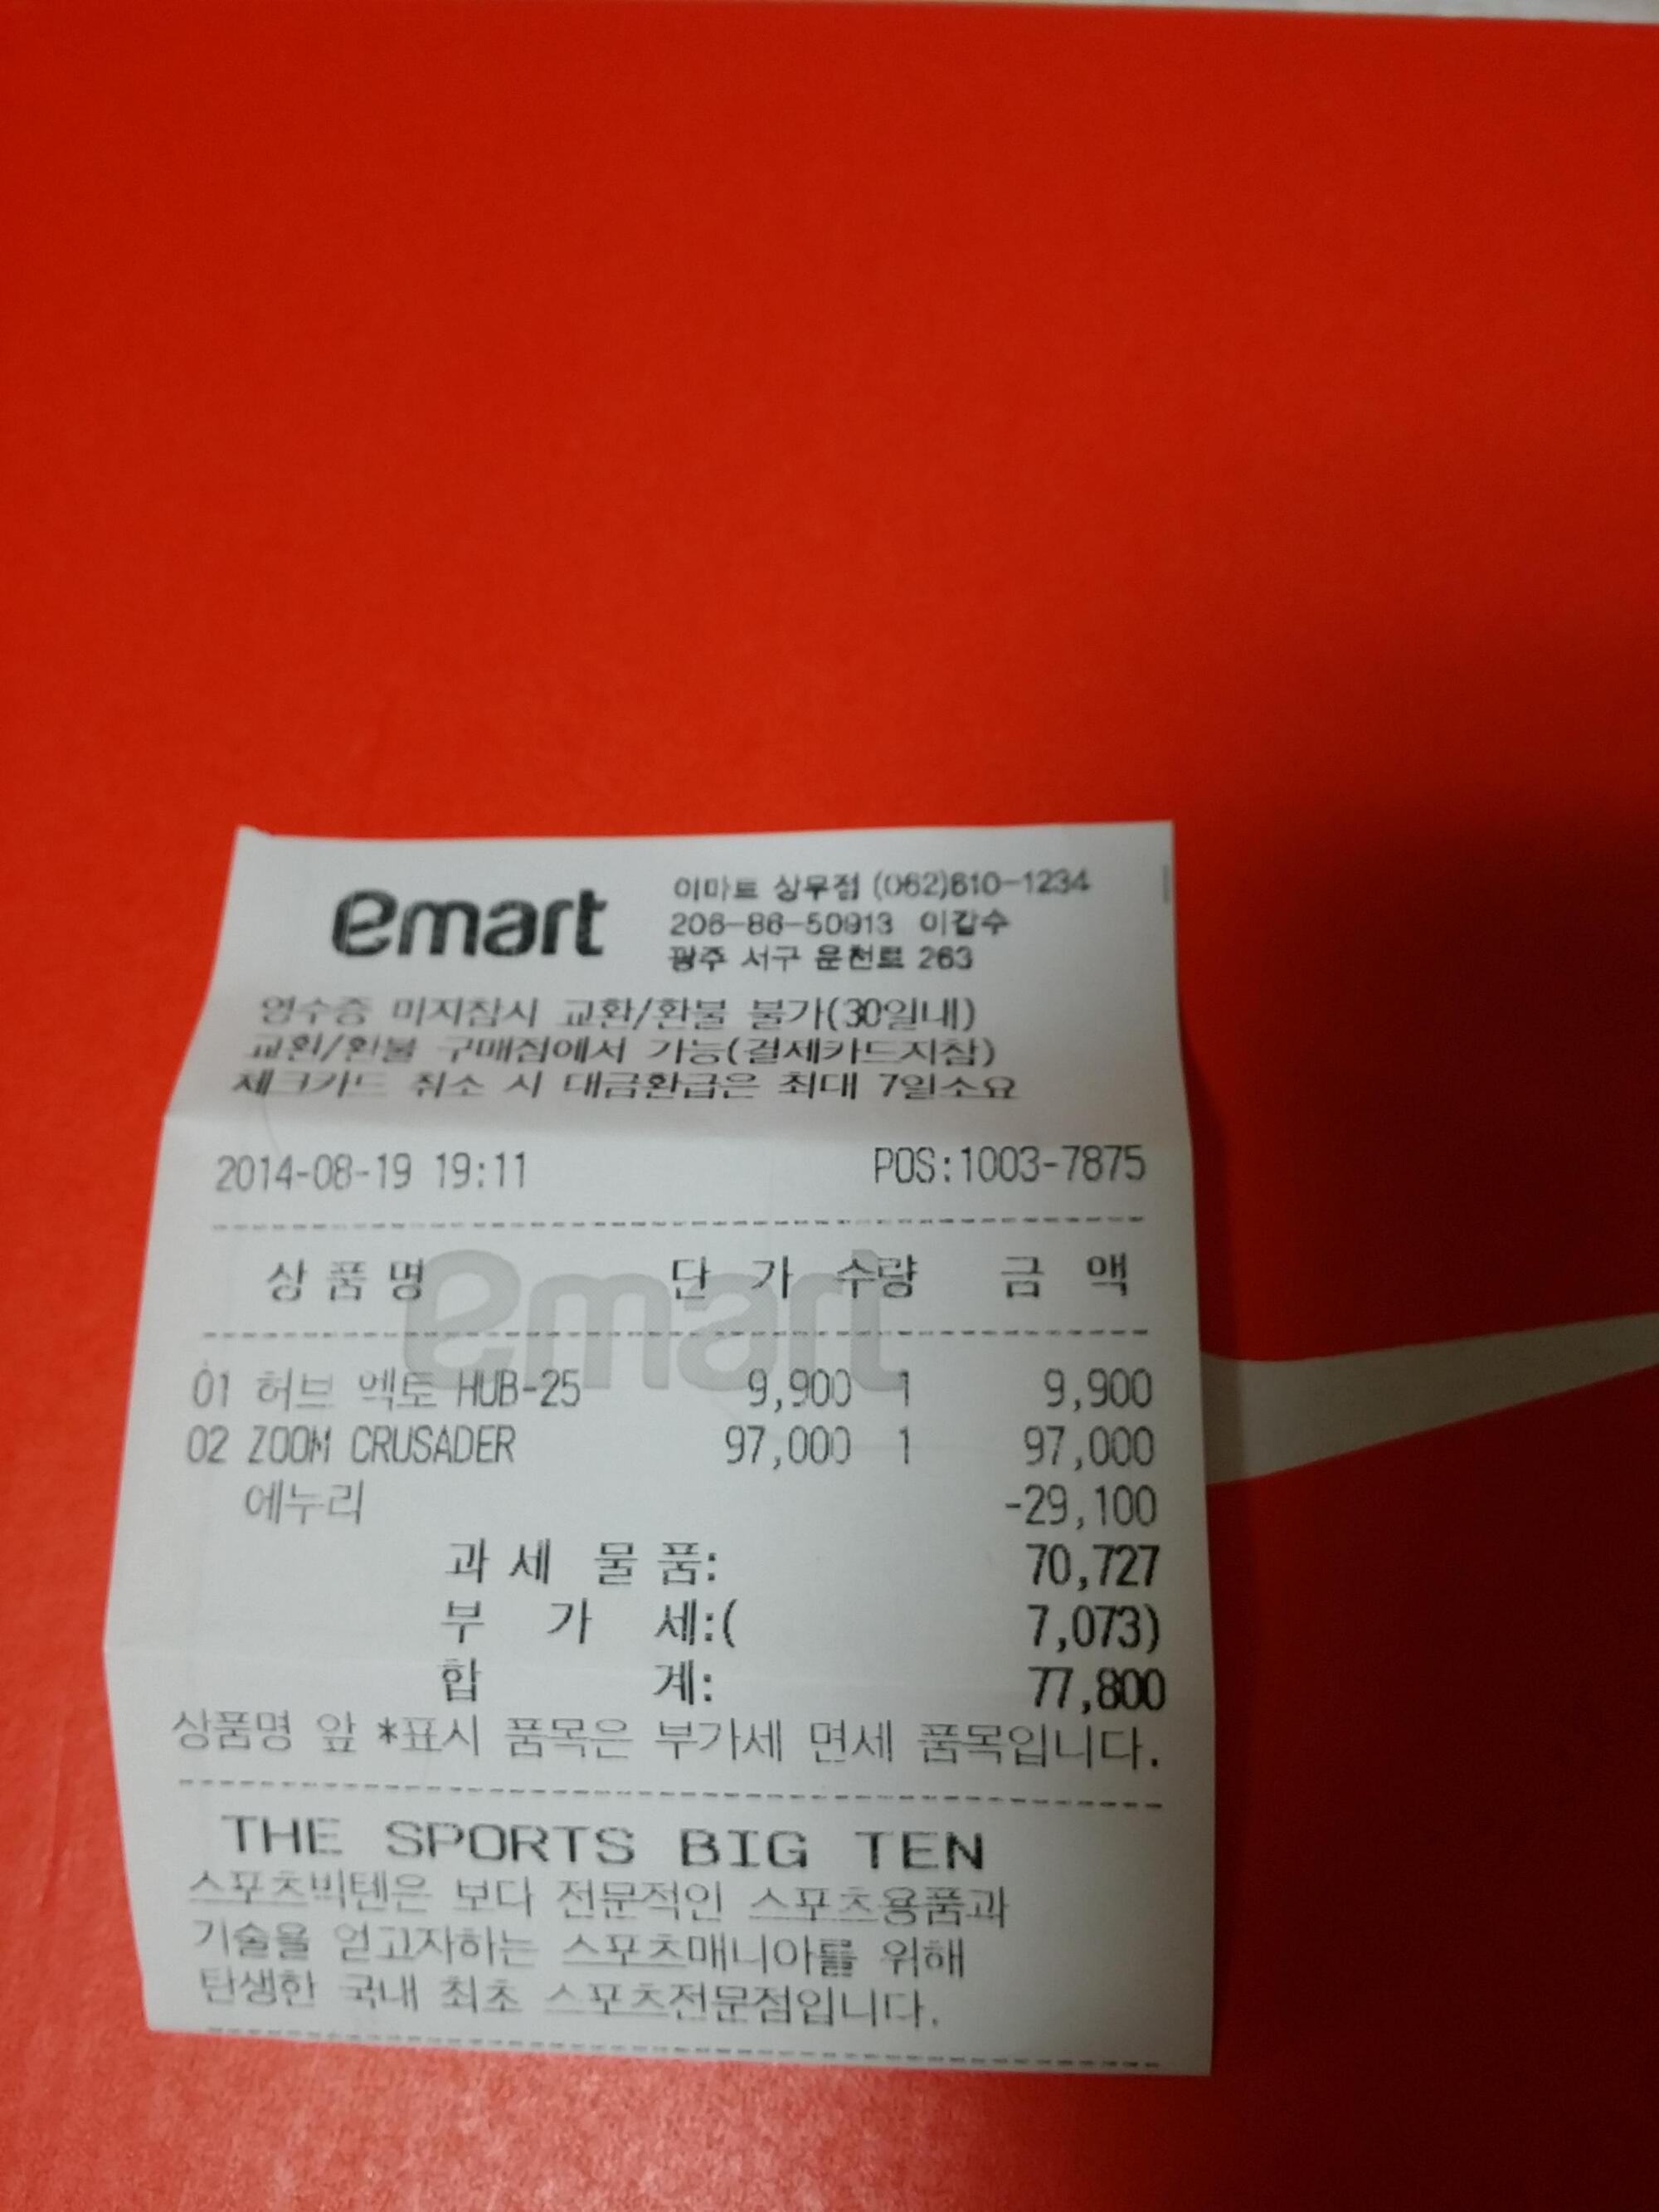 emart
이마트 상무점 (062)610-1234
206-86-50913 이갑수
광주 서구 운천로 263
영수증 미지참시 교환/환불 불가(30일내)
교환/환불 구매점에서 가능(결제카드지참)
체크카드 취소 시 대금환급은 최대 7일소요
2014-08-19 19:11 POS:1003-7875
상 품 명 단 가 수량 금 액
emart
01 허브 엑토 HUB-25 9,900 1 9,900
02 ZOOM CRUSADER 97,000 1 97,000
에누리 -29,100
과 세 물 품: 70,727
부 가 세:( 7,073)
합 계: 77,800
상품명 앞 *표시 품목은 부가세 면세 품목입니다.
THE SPORTS BIG TEN
스포츠빅텐은 보다 전문적인 스포츠용품과
기술을 얻고자하는 스포츠매니아를 위해
탄생한 국내 최초 스포츠전문점입니다.